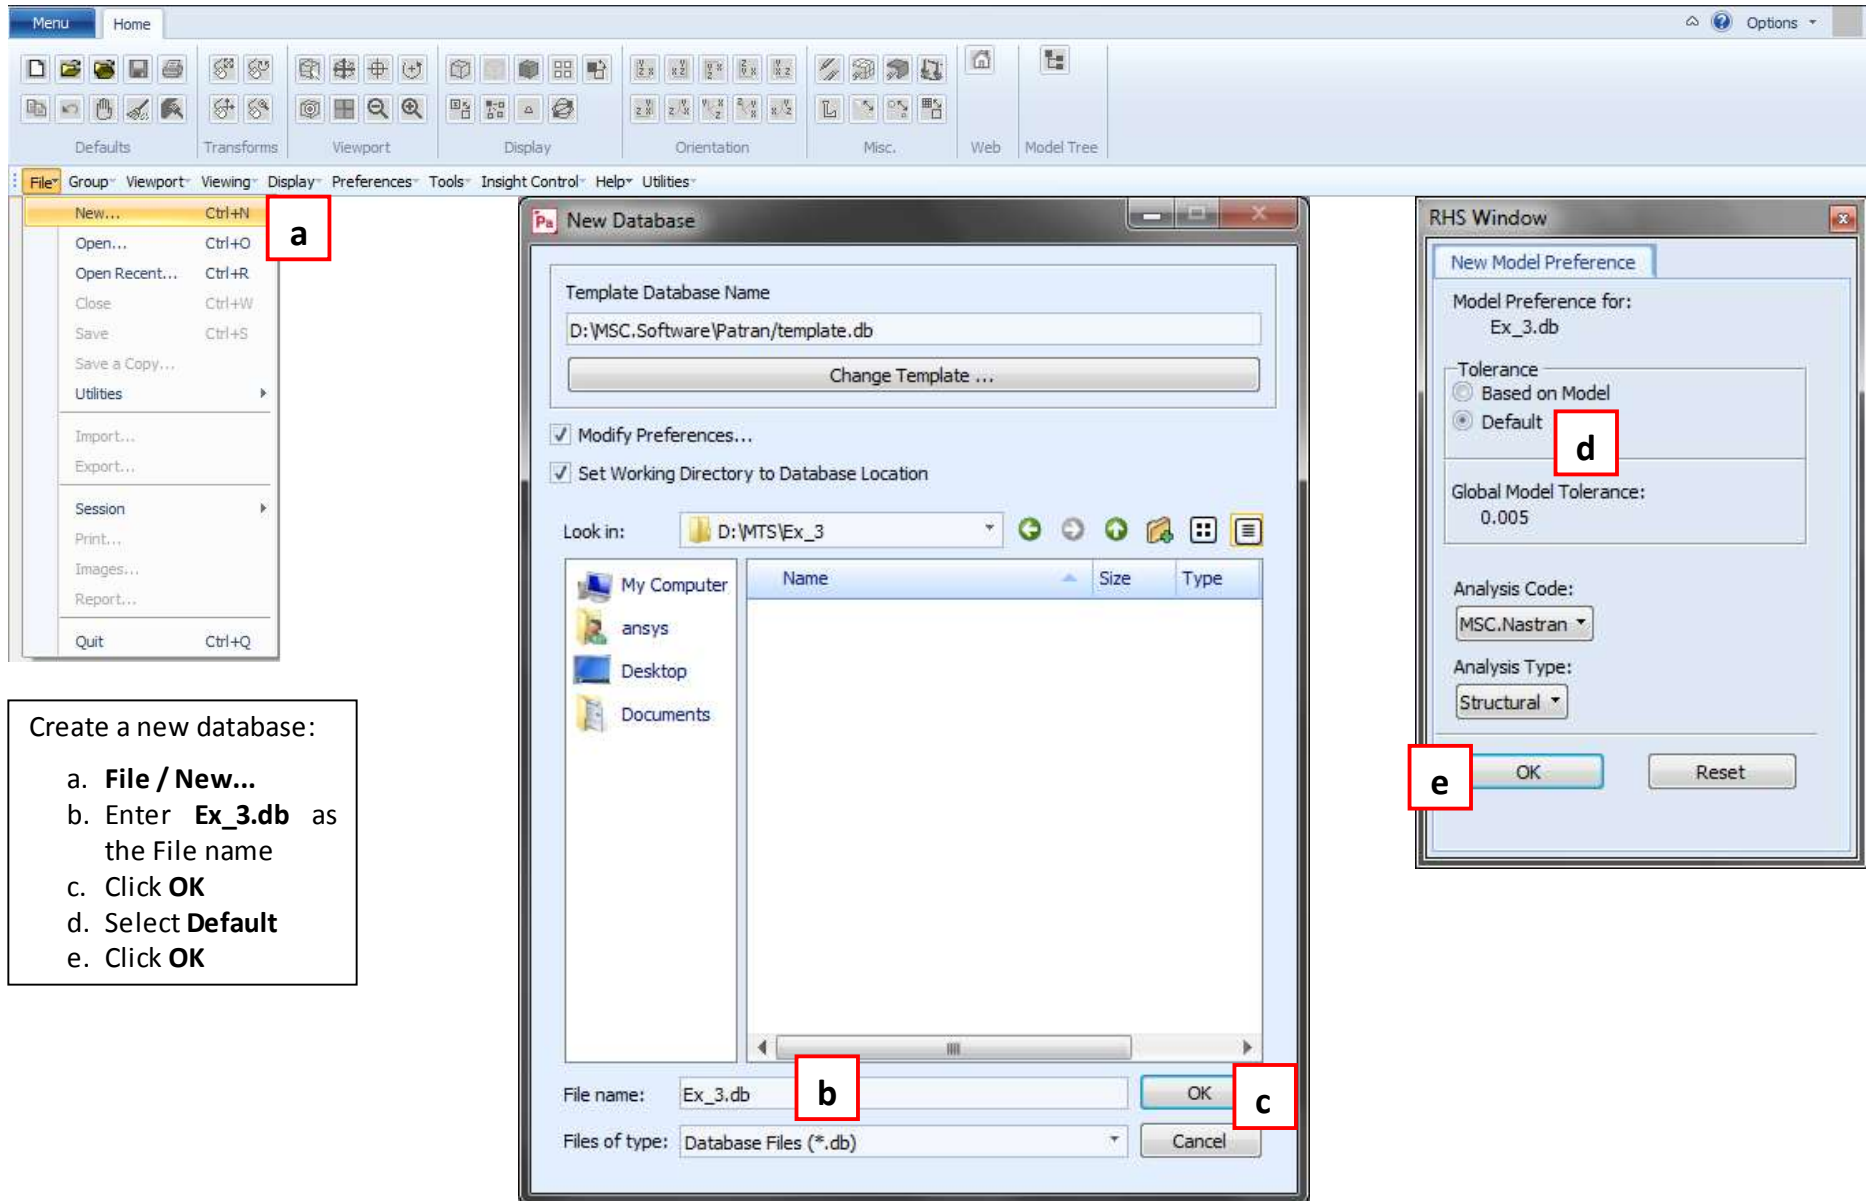 Menu Home Options
Defaults Transforms Viewport Display Orientation Misc. Web Model Tree
File Group Viewport Viewing Display Preferences Tools Insight Control Help Utilities
New... Ctrl+N
a
Open... Ctrl+O
Open Recent... Ctrl+R
Close Ctrl+W
Save Ctrl+S
Save a Copy...
Utilities
Import...
Export...
Session
Print...
Images...
Report...
Quit Ctrl+Q
Create a new database:
a. File / New...
b. Enter Ex_3.db as
the File name
c. Click OK
d. Select Default
e. Click OK
Pa New Database
Template Database Name
D:\MSC.Software\Patran/template.db
Change Template ...
Modify Preferences...
Set Working Directory to Database Location
Look in: D:\MTS\Ex_3
My Computer
ansys
Desktop
Documents
Name Size Type
File name: Ex_3.db
b
OK
c
Files of type: Database Files (*.db)
Cancel
RHS Window
New Model Preference
Model Preference for:
Ex_3.db
Tolerance
Based on Model
Default
d
Global Model Tolerance:
0.005
Analysis Code:
MSC.Nastran
Analysis Type:
Structural
e
OK Reset